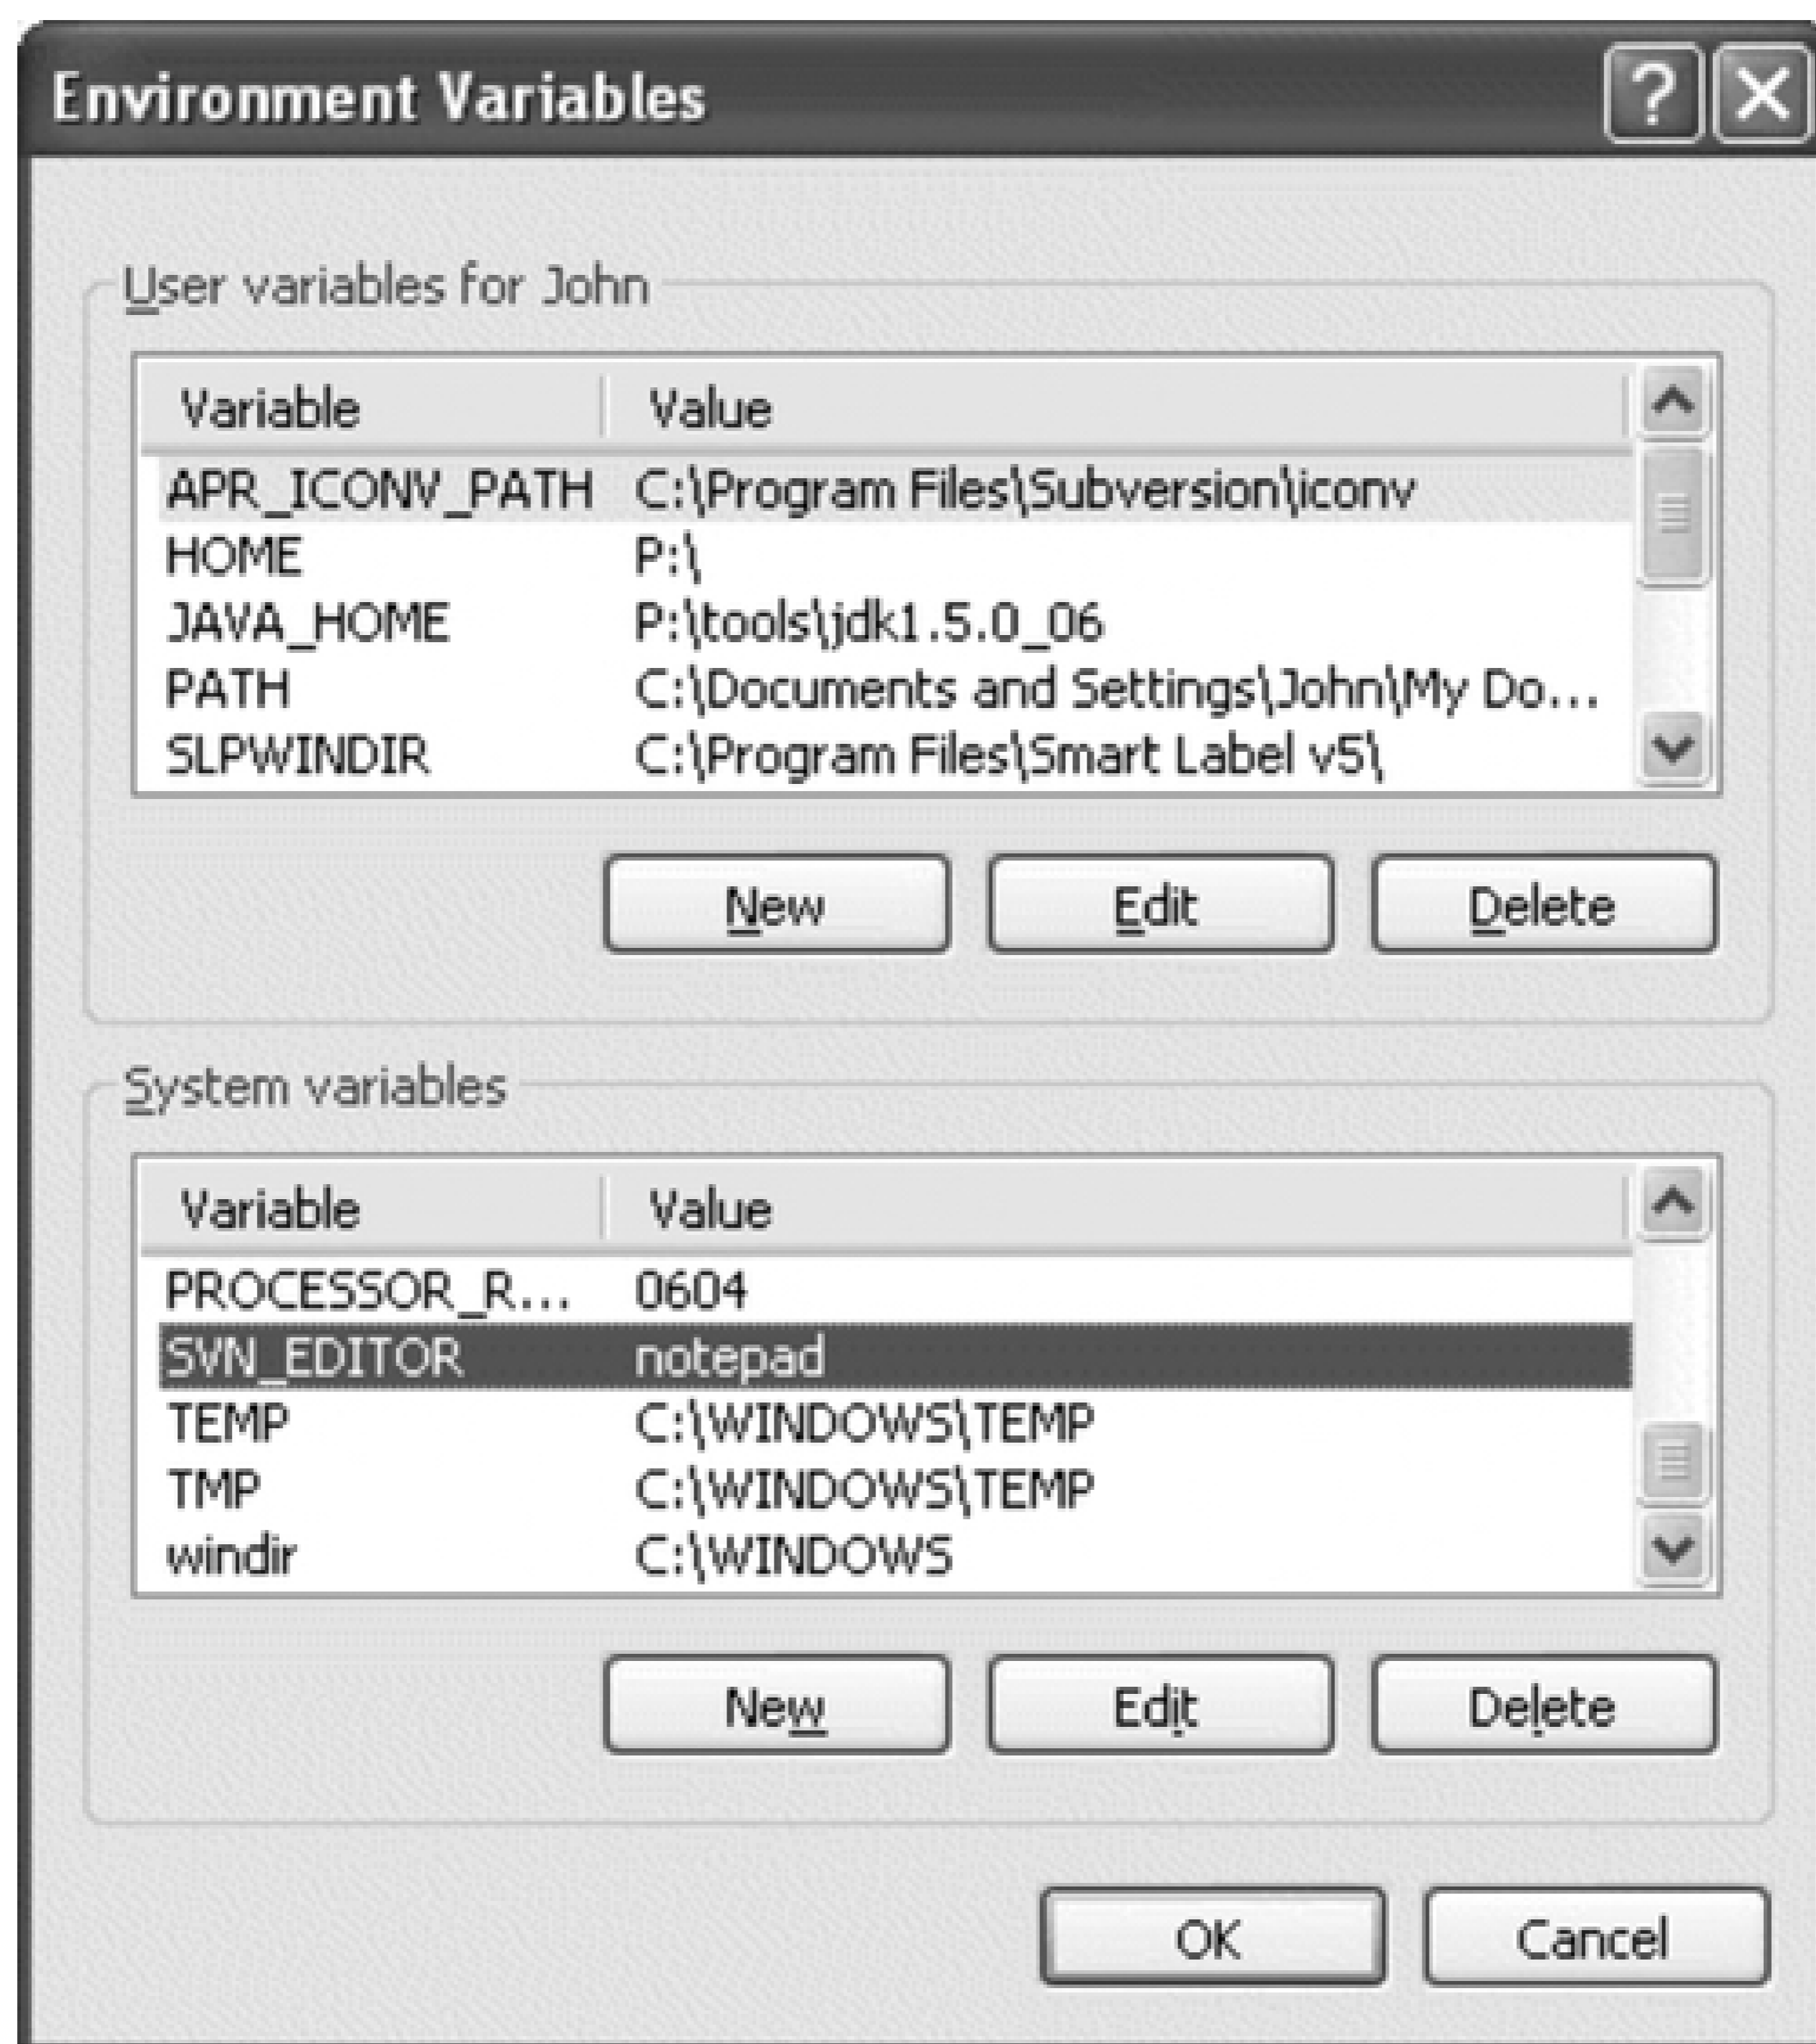 Environment Variables
User variables for John
Variable Value
APR_ICONV_PATH C:\Program Files\Subversion\iconv
HOME P:\
JAVA_HOME P:\tools\jdk1.5.0_06
PATH C:\Documents and Settings\John\My Do...
SLPWINDIR C:\Program Files\Smart Label v5\
New Edit Delete
System variables
Variable Value
PROCESSOR_R... 0604
SVN_EDITOR notepad
TEMP C:\WINDOWS\TEMP
TMP C:\WINDOWS\TEMP
windir C:\WINDOWS
New Edit Delete
OK Cancel